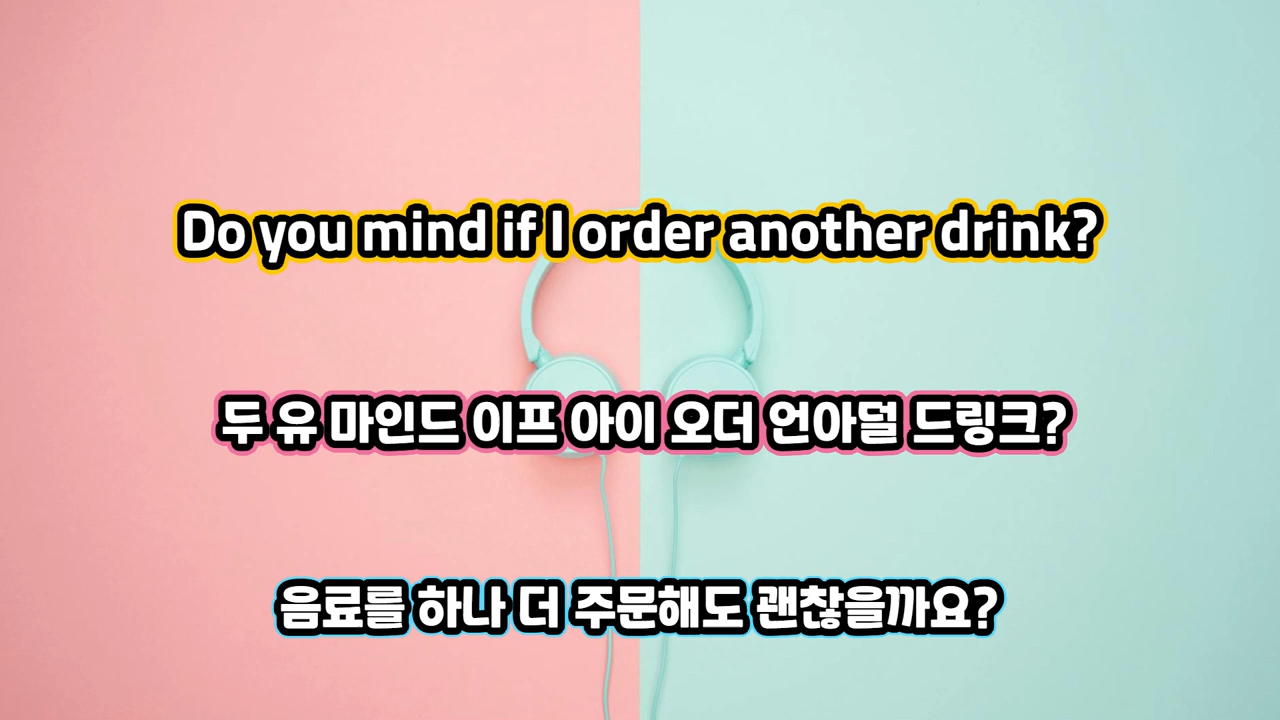 Do you mind if I order another drink?
두 유 마인드 이프 아이 오더 언아덜 드링크?
음료를 하나 더 주문해도 괜찮을까요?